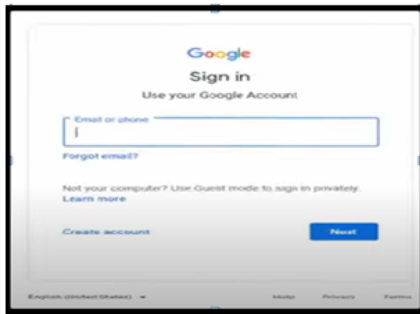 Google
Sign in
Use your Google Account
Email or phone
Forgot email?
Not your computer? Use Guest mode to sign in privately.
Learn more
Create account
Next
English (United States)
Help
Privacy
Terms